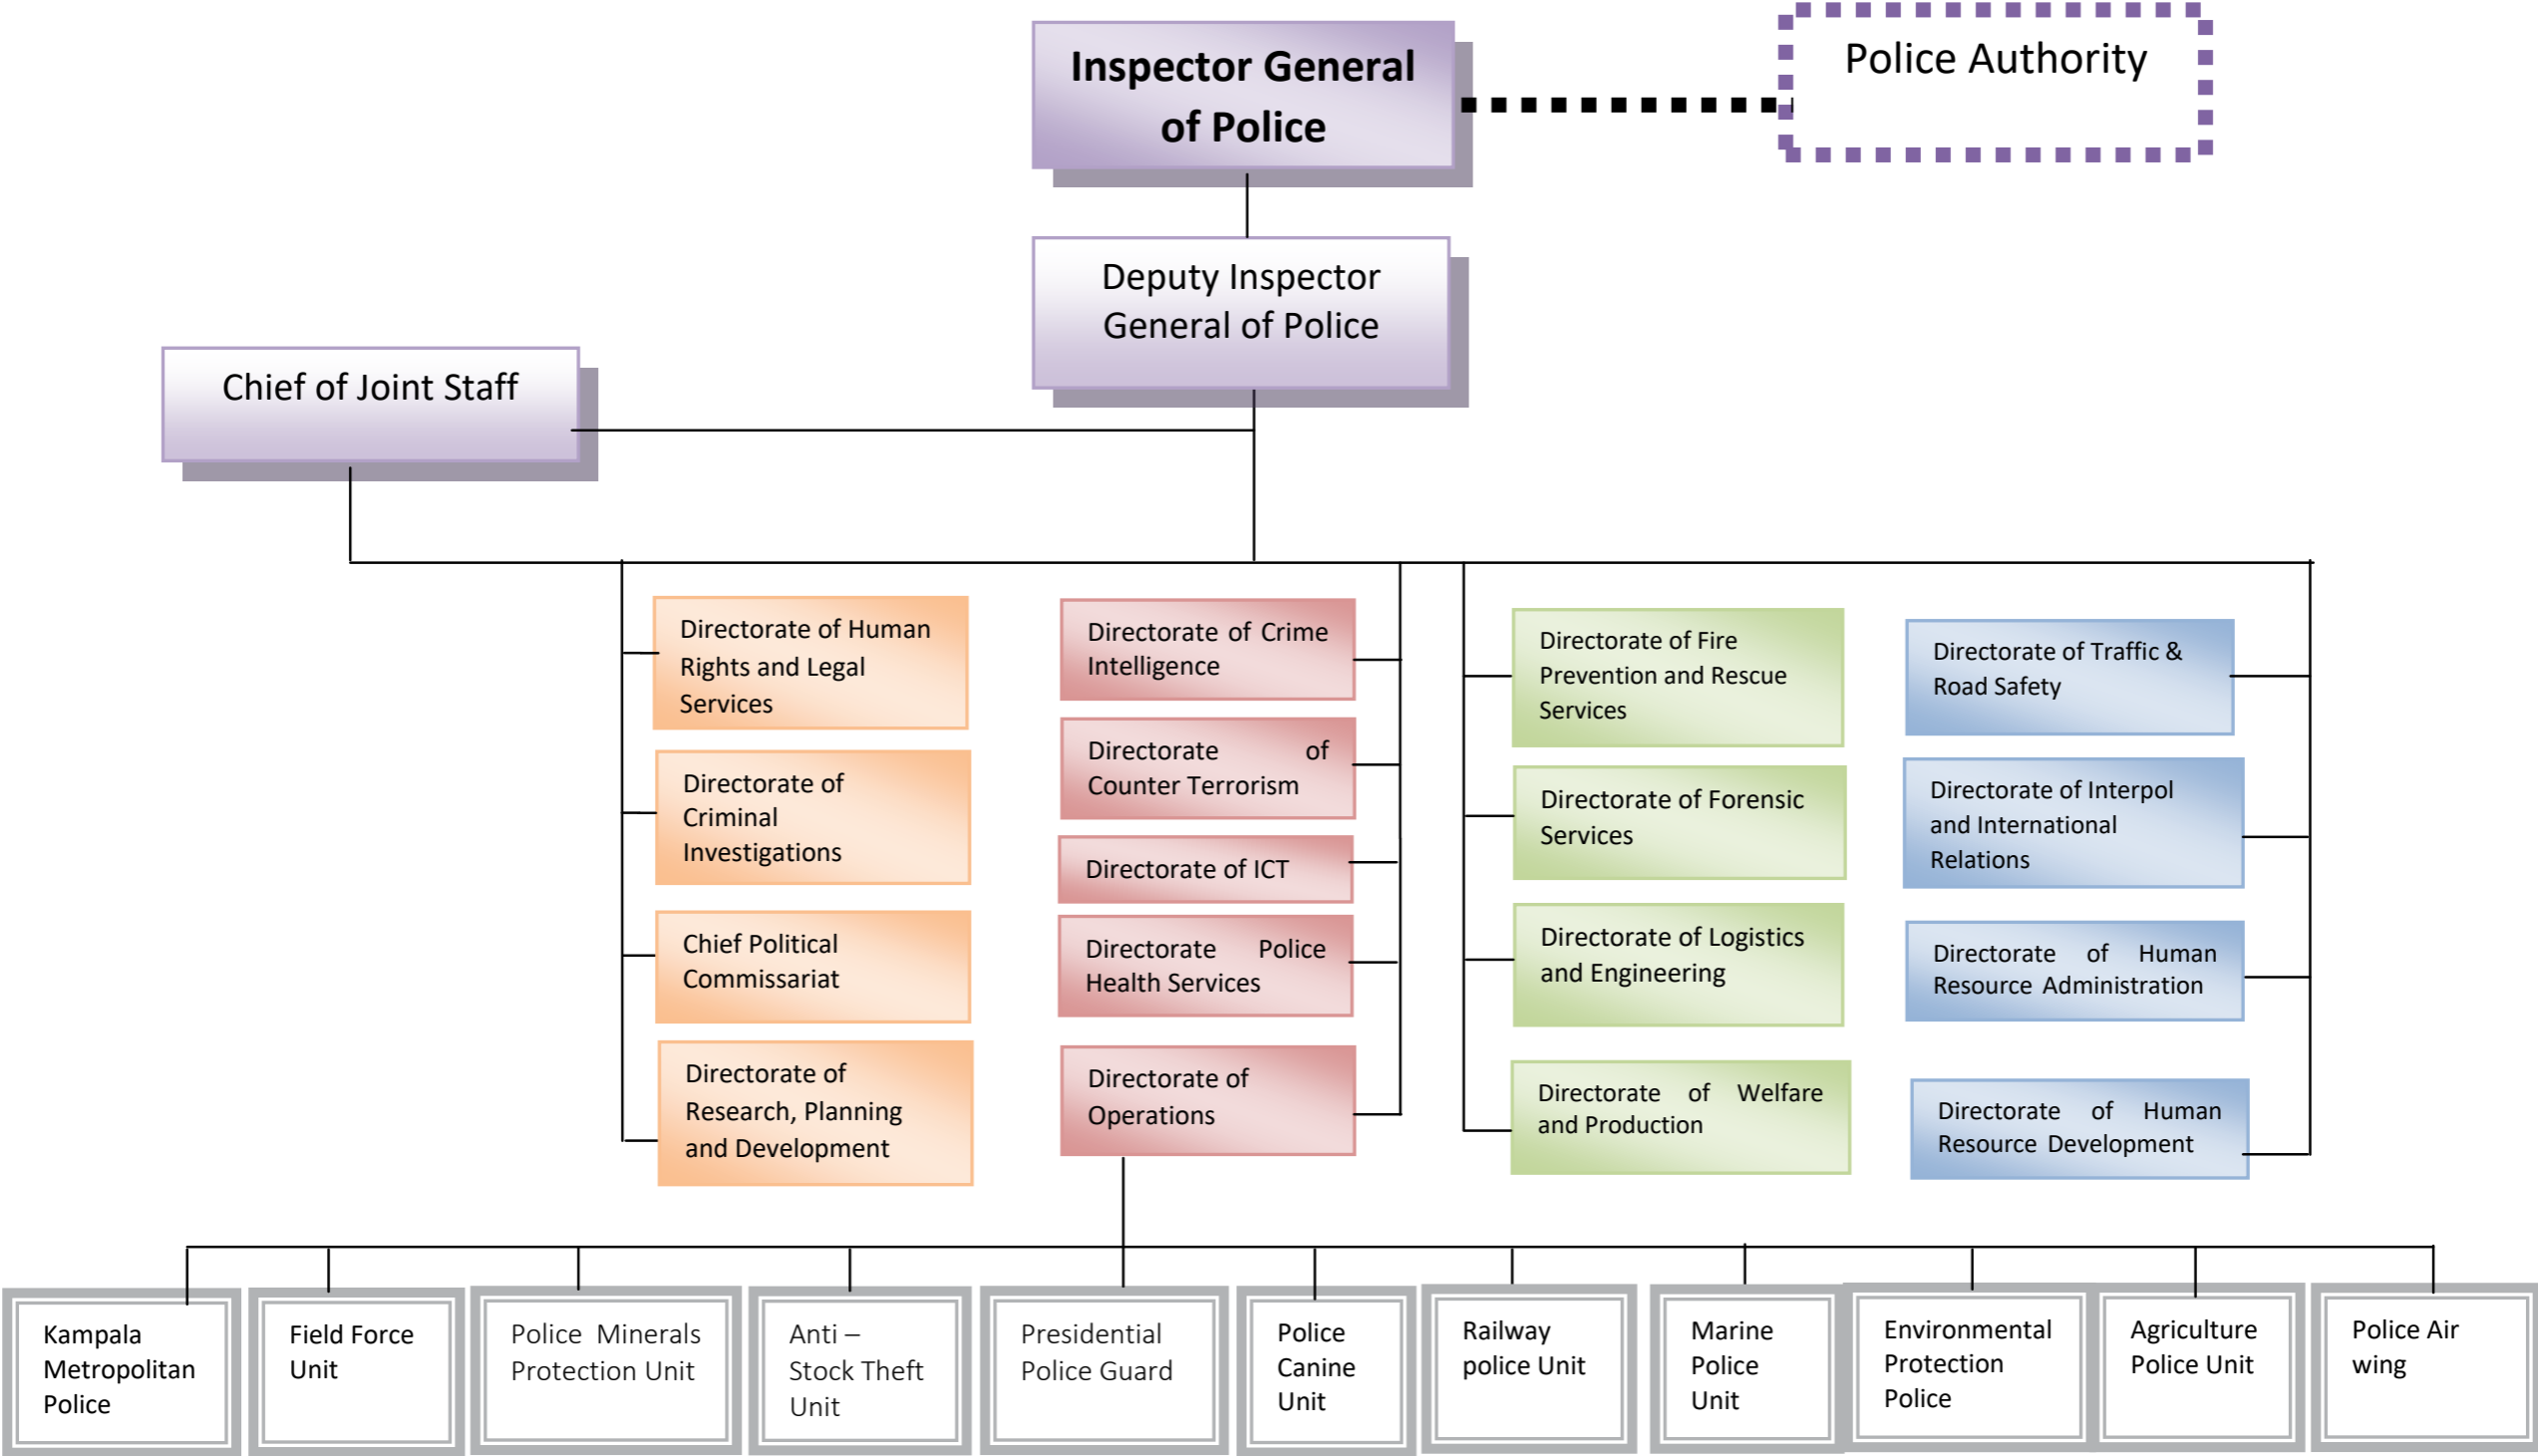 Inspector General
of Police
Police Authority
Deputy Inspector
General of Police
Chief of Joint Staff
Directorate of Human
Rights and Legal
Services
Directorate of
Criminal
Investigations
Chief Political
Commissariat
Directorate of
Research, Planning
and Development
Directorate of Crime
Intelligence
Directorate of
Counter Terrorism
Directorate of ICT
Directorate Police
Health Services
Directorate of
Operations
Directorate of Fire
Prevention and Rescue
Services
Directorate of Forensic
Services
Directorate of Logistics
and Engineering
Directorate of Welfare
and Production
Directorate of Traffic &
Road Safety
Directorate of Interpol
and International
Relations
Directorate of Human
Resource Administration
Directorate of Human
Resource Development
Kampala
Metropolitan
Police
Field Force
Unit
Police Minerals
Protection Unit
Anti –
Stock Theft
Unit
Presidential
Police Guard
Police
Canine
Unit
Railway
police Unit
Marine
Police
Unit
Environmental
Protection
Police
Agriculture
Police Unit
Police Air
wing